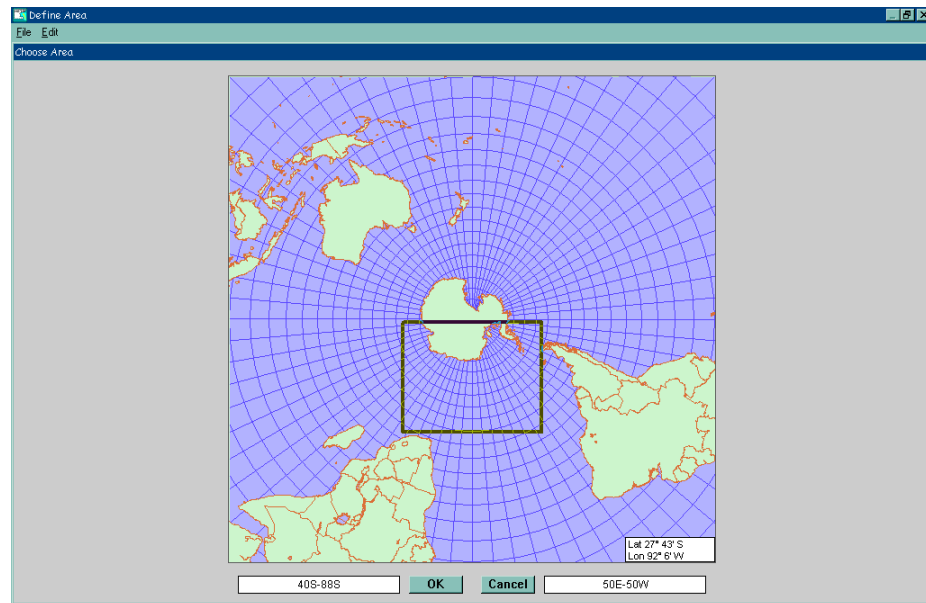 Define Area
File Edit
Choose Area
Lat 27° 43' S
Lon 92° 6' W
40S-88S
OK
Cancel
50E-50W